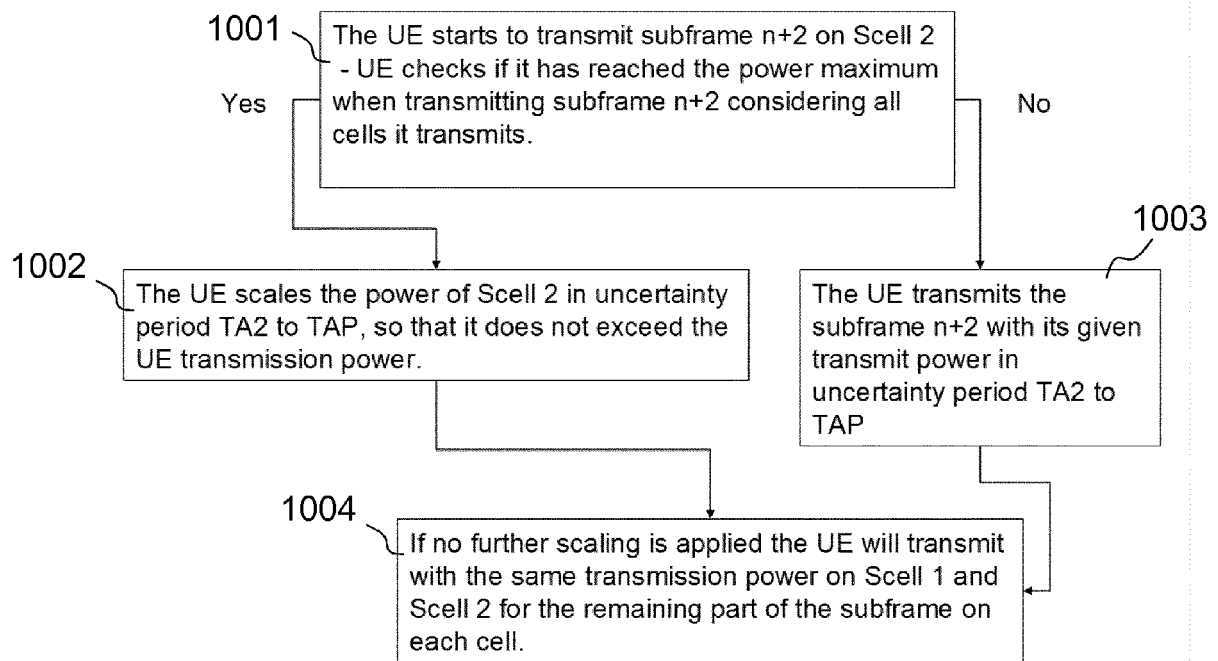 1001
The UE starts to transmit subframe n+2 on Scell 2
- UE checks if it has reached the power maximum
when transmitting subframe n+2 considering all
cells it transmits.
Yes
No
1002
The UE scales the power of Scell 2 in uncertainty
period TA2 to TAP, so that it does not exceed the
UE transmission power.
1003
The UE transmits the
subframe n+2 with its given
transmit power in
uncertainty period TA2 to
TAP
1004
If no further scaling is applied the UE will transmit
with the same transmission power on Scell 1 and
Scell 2 for the remaining part of the subframe on
each cell.